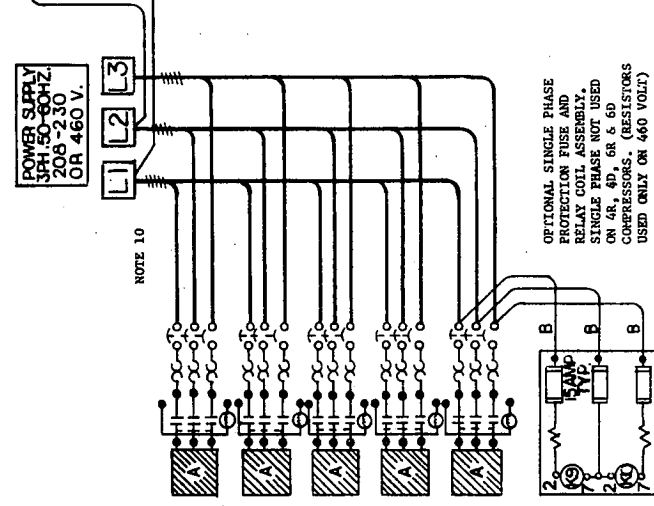 POWER SUPPLY
3PH.50-60HZ.
208-230
OR 460 V.
L1
L2
L3
NOTE 10
A
A
A
A
A
OPTIONAL SINGLE PHASE
PROTECTION FUSE AND
RELAY COIL ASSEMBLY.
SINGLE PHASE NOT USED
ON 4R, 4D, 6R & 6D
COMPRESSORS. (RESISTORS
USED ONLY ON 460 VOLT)
B
B
B
15AMP
TYP.
2
K9
7
2
K1
7